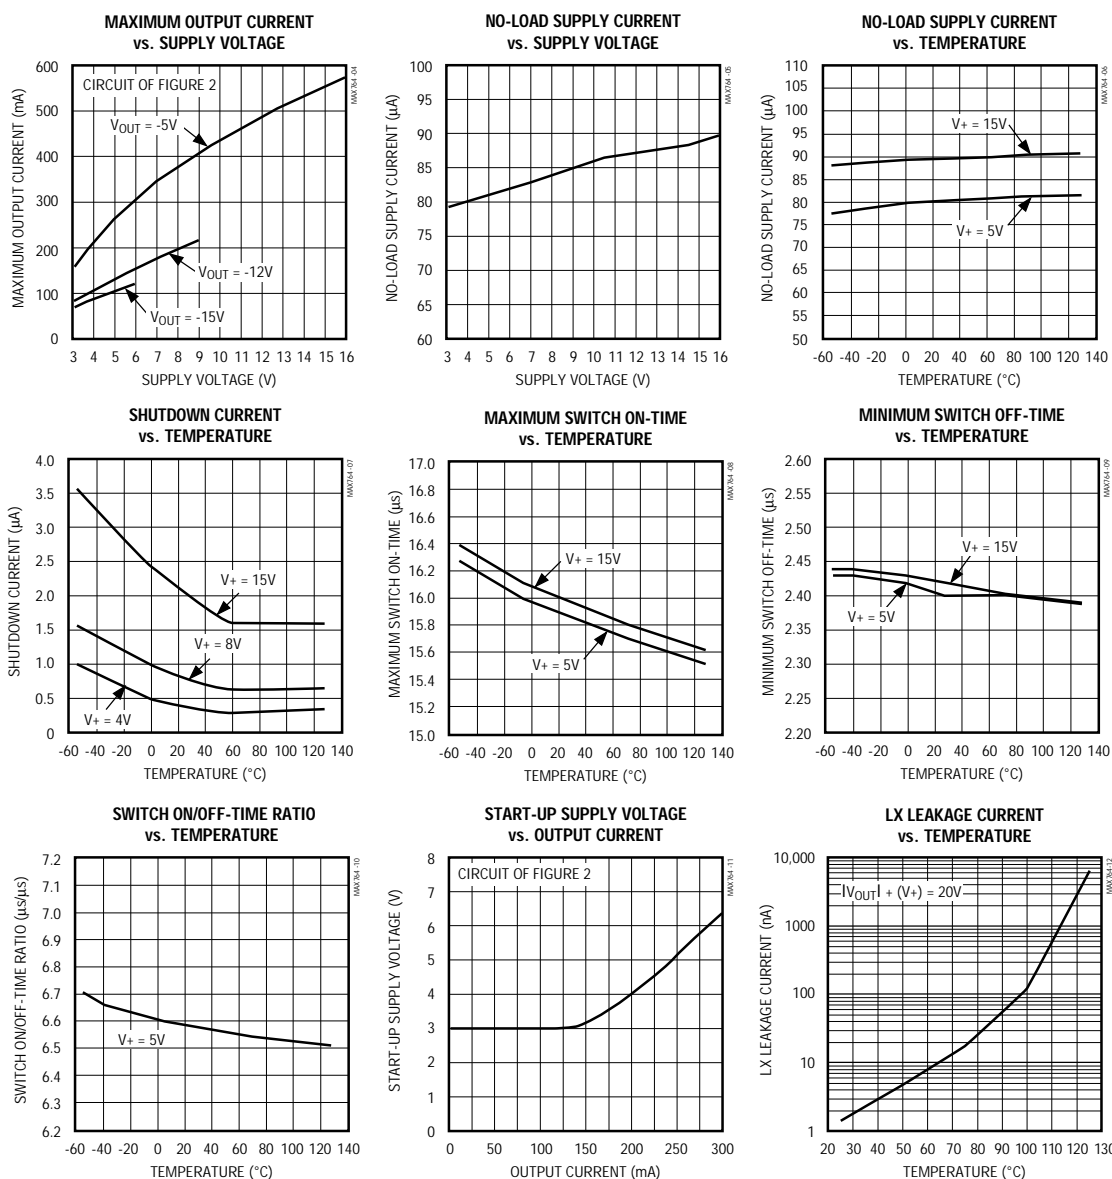 MAXIMUM OUTPUT CURRENT
vs. SUPPLY VOLTAGE
MAX764-04
MAXIMUM OUTPUT CURRENT (mA)
600
500
400
300
200
100
0
CIRCUIT OF FIGURE 2
VOUT = -5V
VOUT = -12V
VOUT = -15V
3 4 5 6 7 8 9 10 11 12 13 14 15 16
SUPPLY VOLTAGE (V)
NO-LOAD SUPPLY CURRENT
vs. SUPPLY VOLTAGE
MAX764-05
NO-LOAD SUPPLY CURRENT (µA)
100
95
90
85
80
75
70
65
60
3 4 5 6 7 8 9 10 11 12 13 14 15 16
SUPPLY VOLTAGE (V)
NO-LOAD SUPPLY CURRENT
vs. TEMPERATURE
MAX764-06
NO-LOAD SUPPLY CURRENT (µA)
110
105
100
95
90
85
80
75
70
65
60
55
50
V+ = 15V
V+ = 5V
-60 -40 -20 0 20 40 60 80 100 120 140
TEMPERATURE (°C)
SHUTDOWN CURRENT
vs. TEMPERATURE
MAX764-07
SHUTDOWN CURRENT (µA)
4.0
3.5
3.0
2.5
2.0
1.5
1.0
0.5
0
V+ = 15V
V+ = 8V
V+ = 4V
-60 -40 -20 0 20 40 60 80 100 120 140
TEMPERATURE (°C)
MAXIMUM SWITCH ON-TIME
vs. TEMPERATURE
MAX764-08
MAXIMUM SWITCH ON-TIME (µs)
17.0
16.8
16.6
16.4
16.2
16.0
15.8
15.6
15.4
15.2
15.0
V+ = 15V
V+ = 5V
-60 -40 -20 0 20 40 60 80 100 120 140
TEMPERATURE (°C)
MINIMUM SWITCH OFF-TIME
vs. TEMPERATURE
MAX764-09
MINIMUM SWITCH OFF-TIME (µs)
2.60
2.55
2.50
2.45
2.40
2.35
2.30
2.25
2.20
V+ = 15V
V+ = 5V
-60 -40 -20 0 20 40 60 80 100 120 140
TEMPERATURE (°C)
SWITCH ON/OFF-TIME RATIO
vs. TEMPERATURE
MAX764-10
SWITCH ON/OFF-TIME RATIO (µs/µs)
7.2
7.1
7.0
6.9
6.8
6.7
6.6
6.5
6.4
6.3
6.2
V+ = 5V
-60 -40 -20 0 20 40 60 80 100 120 140
TEMPERATURE (°C)
START-UP SUPPLY VOLTAGE
vs. OUTPUT CURRENT
MAX764-11
START-UP SUPPLY VOLTAGE (V)
8
7
6
5
4
3
2
1
0
CIRCUIT OF FIGURE 2
0 50 100 150 200 250 300
OUTPUT CURRENT (mA)
LX LEAKAGE CURRENT
vs. TEMPERATURE
MAX764-12
LX LEAKAGE CURRENT (nA)
10,000
1000
100
10
1
|VOUT| + (V+) = 20V
20 30 40 50 60 70 80 90 100 110 120 130
TEMPERATURE (°C)